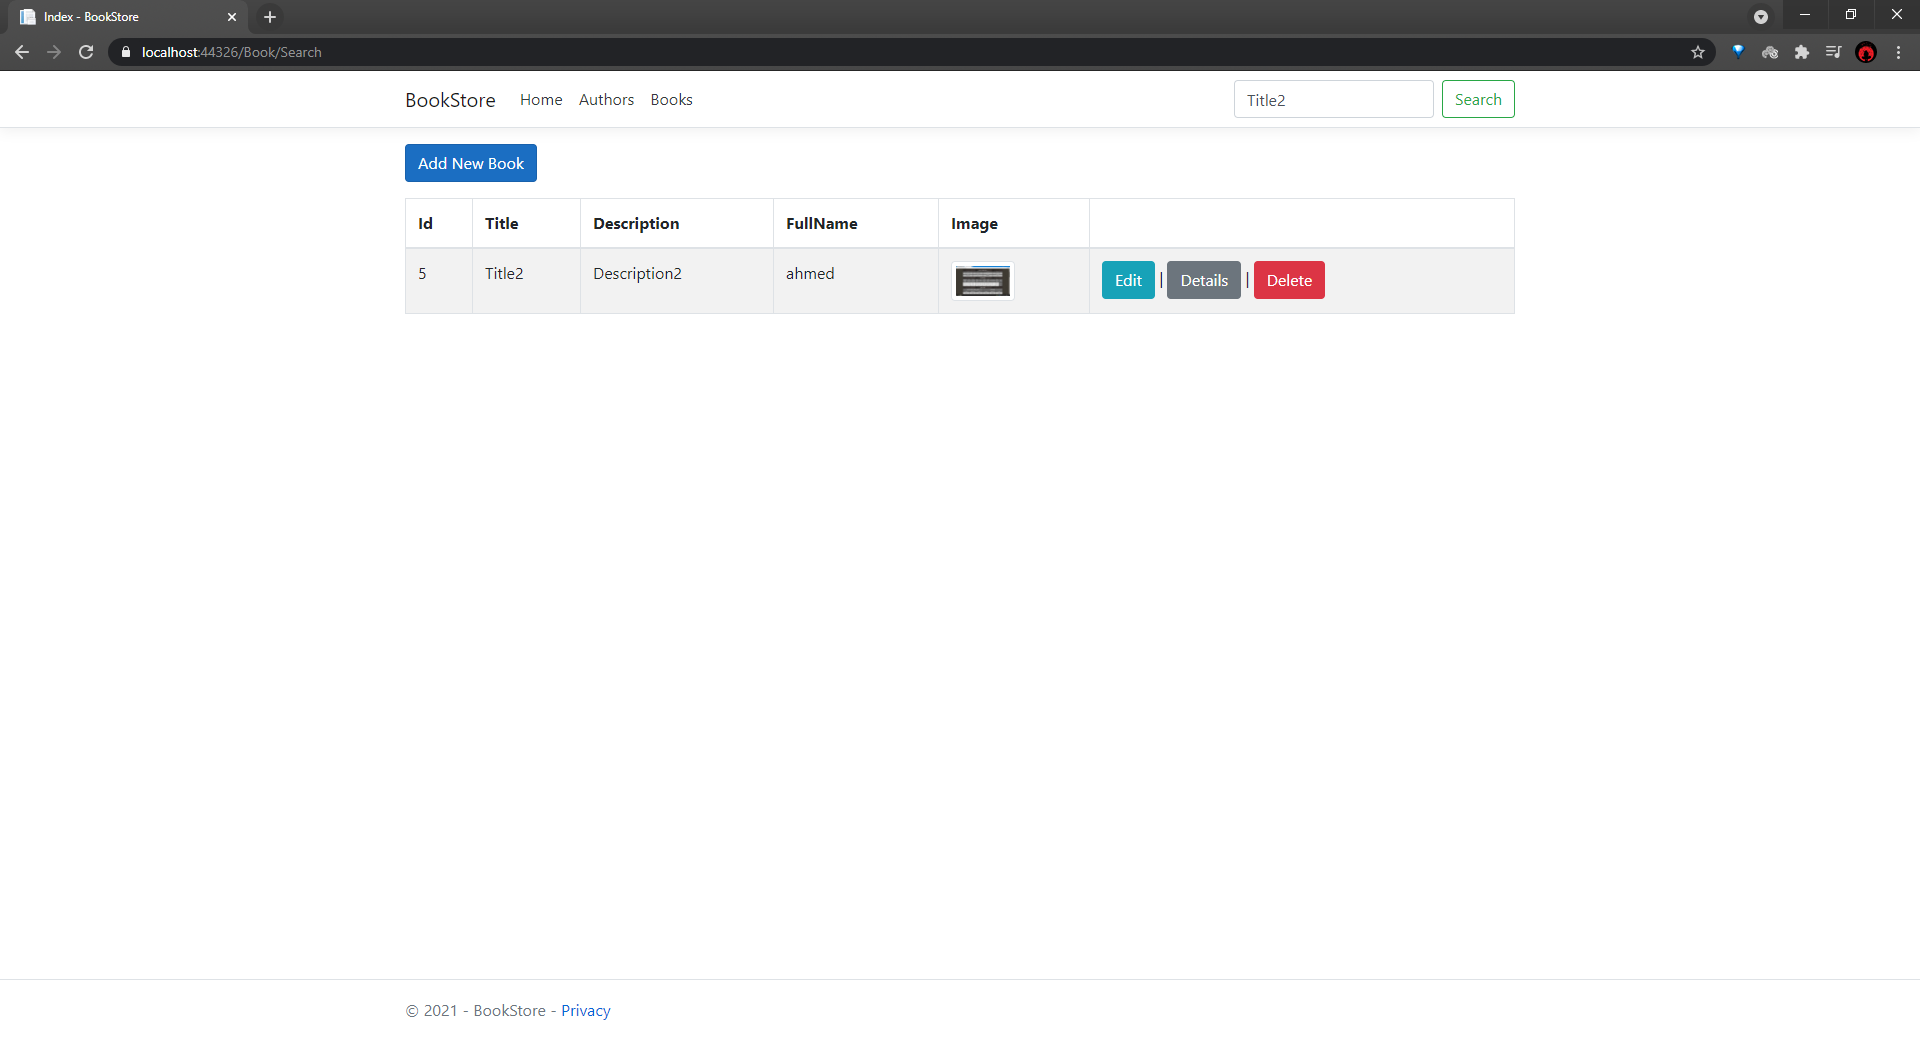 Index - BookStore
localhost:44326/Book/Search
BookStore Home Authors Books Title2 Search
Add New Book
Id Title Description FullName Image
5 Title2 Description2 ahmed Edit | Details | Delete
© 2021 - BookStore - Privacy